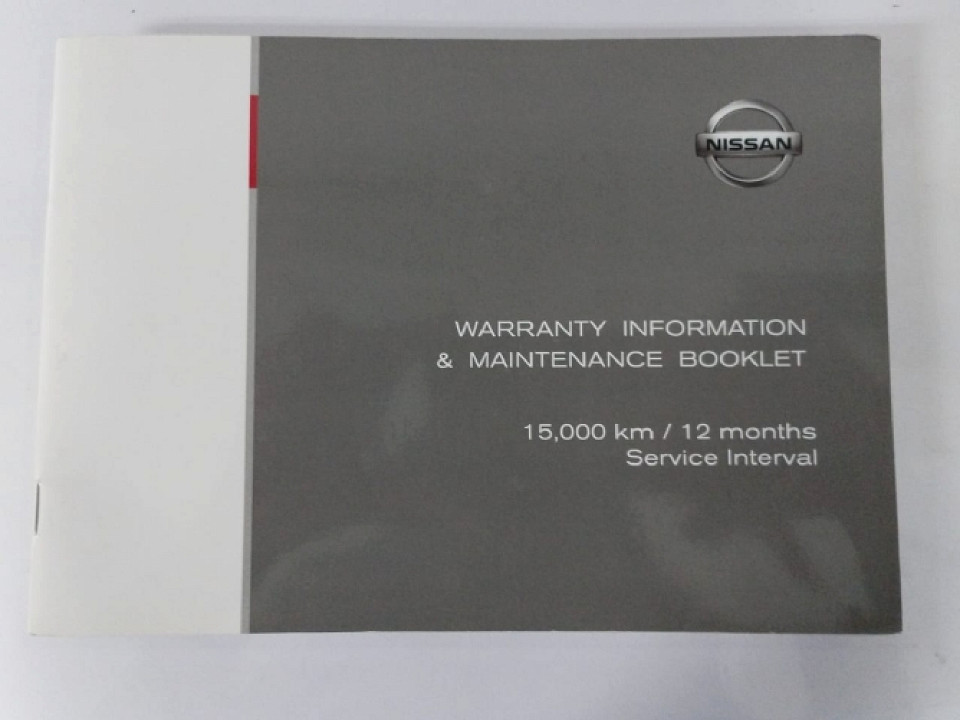 NISSAN
WARRANTY INFORMATION
& MAINTENANCE BOOKLET
15,000 km / 12 months
Service Interval